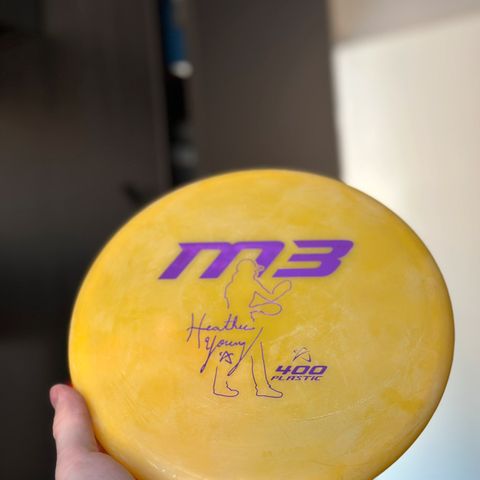 M3
Heather
Young
400
PLASTIC